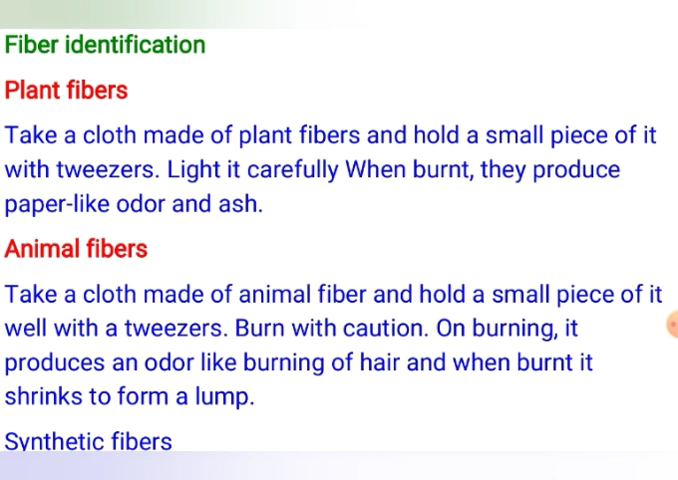 Fiber identification
Plant fibers
Take a cloth made of plant fibers and hold a small piece of it
with tweezers. Light it carefully When burnt, they produce
paper-like odor and ash.
Animal fibers
Take a cloth made of animal fiber and hold a small piece of it
well with a tweezers. Burn with caution. On burning, it
produces an odor like burning of hair and when burnt it
shrinks to form a lump.
Synthetic fibers